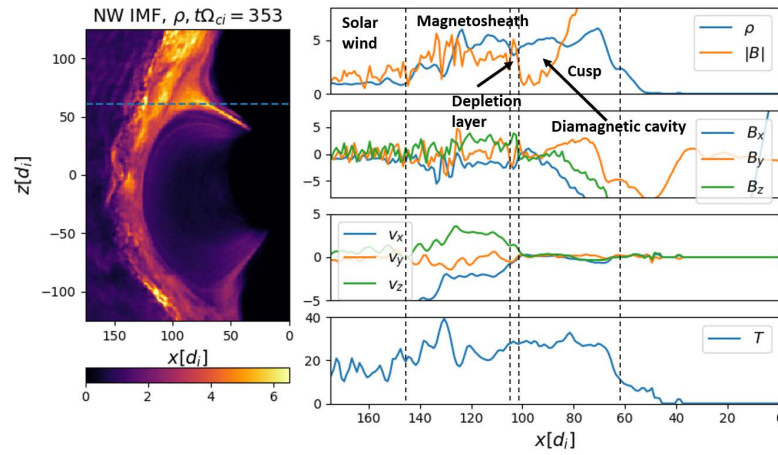 NW IMF, ρ, tΩci = 353
z[di]
100
50
0
−50
−100
150 100 50 0
x[di]
0 2 4 6
Solar
wind
Magnetosheath
Depletion
layer
Cusp
Diamagnetic cavity
ρ
|B|
5
0
Bx
By
Bz
5
0
−5
vx
vy
vz
5
0
−5
T
40
20
0
160 140 120 100 80 60 40 20
x[di]